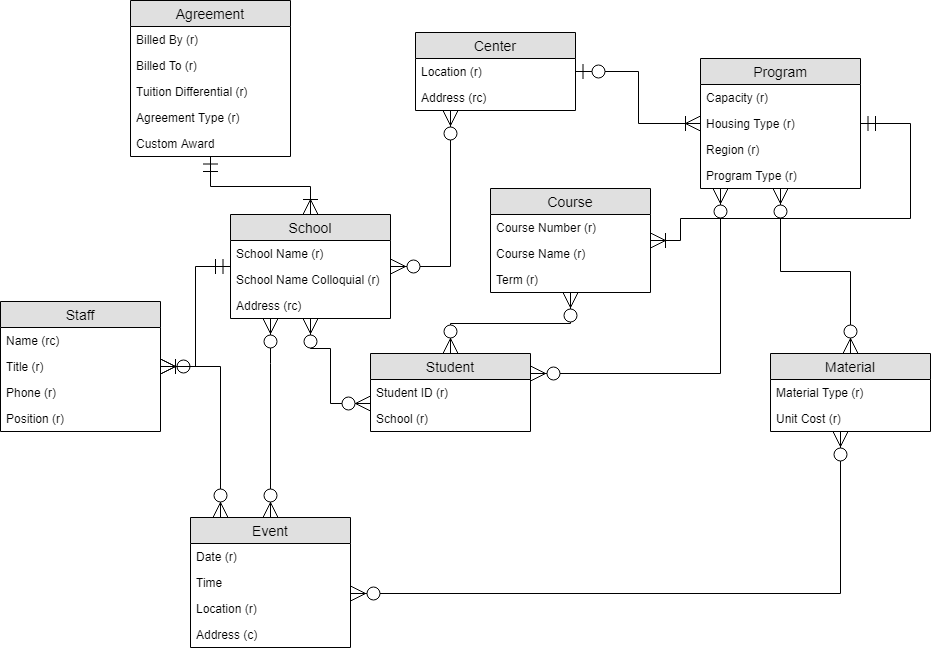 Agreement
Billed By (r)
Billed To (r)
Tuition Differential (r)
Agreement Type (r)
Custom Award
Center
Location (r)
Address (rc)
Program
Capacity (r)
Housing Type (r)
Region (r)
Program Type (r)
Course
Course Number (r)
Course Name (r)
Term (r)
School
School Name (r)
School Name Colloquial (r)
Address (rc)
Staff
Name (rc)
Title (r)
Phone (r)
Position (r)
Student
Student ID (r)
School (r)
Material
Material Type (r)
Unit Cost (r)
Event
Date (r)
Time
Location (r)
Address (c)